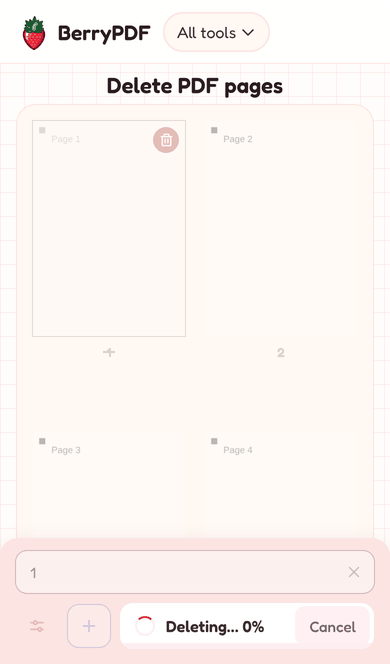 BerryPDF
All tools
Delete PDF pages
Page 1
Page 2
1
2
Page 3
Page 4
1
Deleting... 0%
Cancel